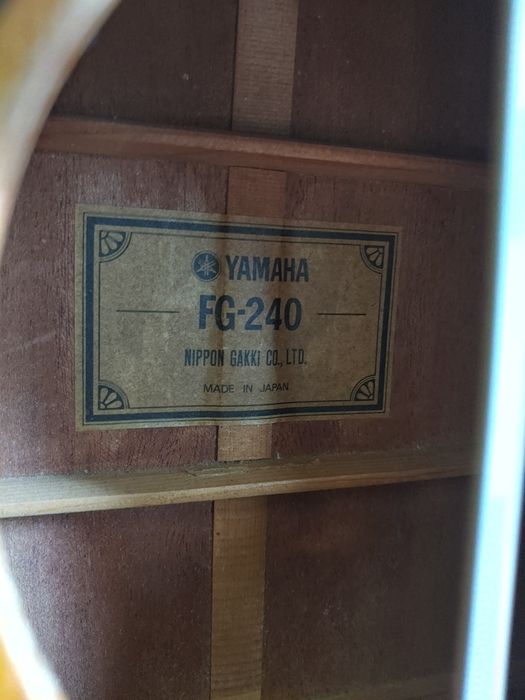 YAMAHA
FG-240
NIPPON GAKKI CO., LTD.
MADE IN JAPAN